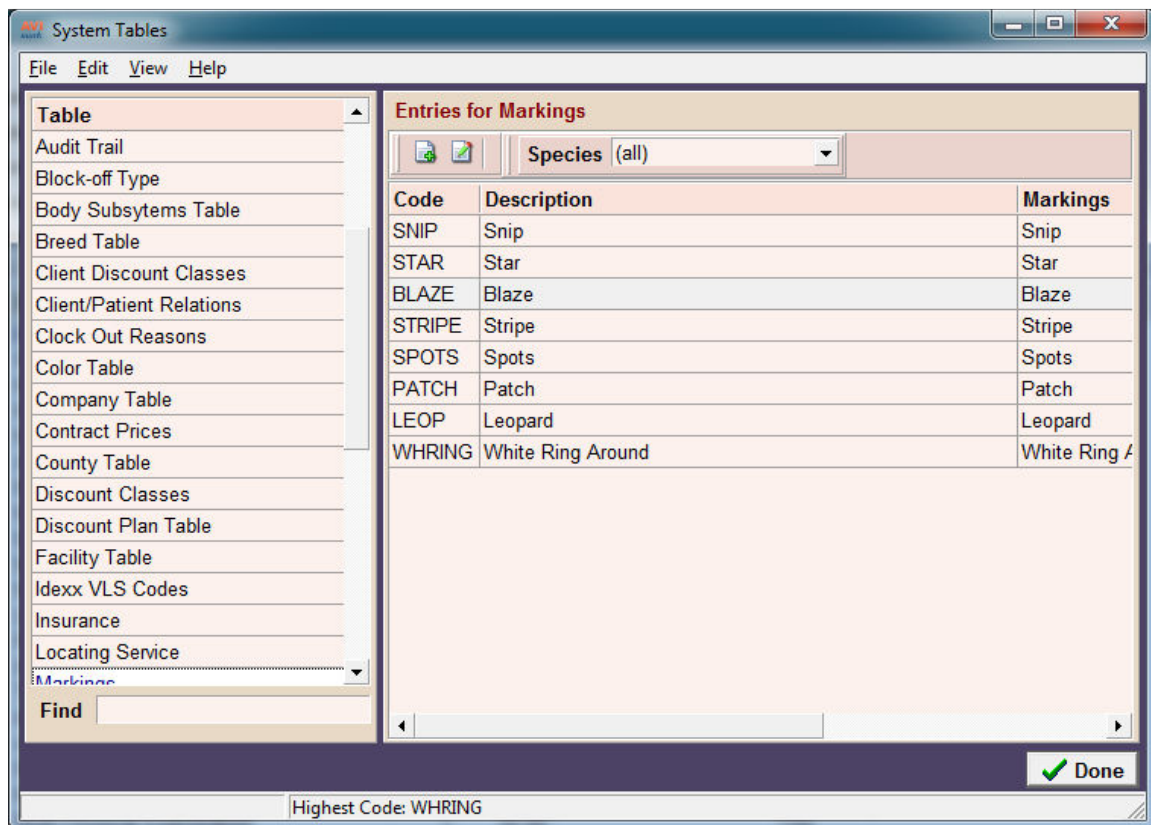 AVI
System Tables
File Edit View Help
Table
Audit Trail
Block-off Type
Body Subsytems Table
Breed Table
Client Discount Classes
Client/Patient Relations
Clock Out Reasons
Color Table
Company Table
Contract Prices
County Table
Discount Classes
Discount Plan Table
Facility Table
Idexx VLS Codes
Insurance
Locating Service
Markings
Find
Entries for Markings
Species (all)
Code Description Markings
SNIP Snip Snip
STAR Star Star
BLAZE Blaze Blaze
STRIPE Stripe Stripe
SPOTS Spots Spots
PATCH Patch Patch
LEOP Leopard Leopard
WHRING White Ring Around White Ring A
Done
Highest Code: WHRING